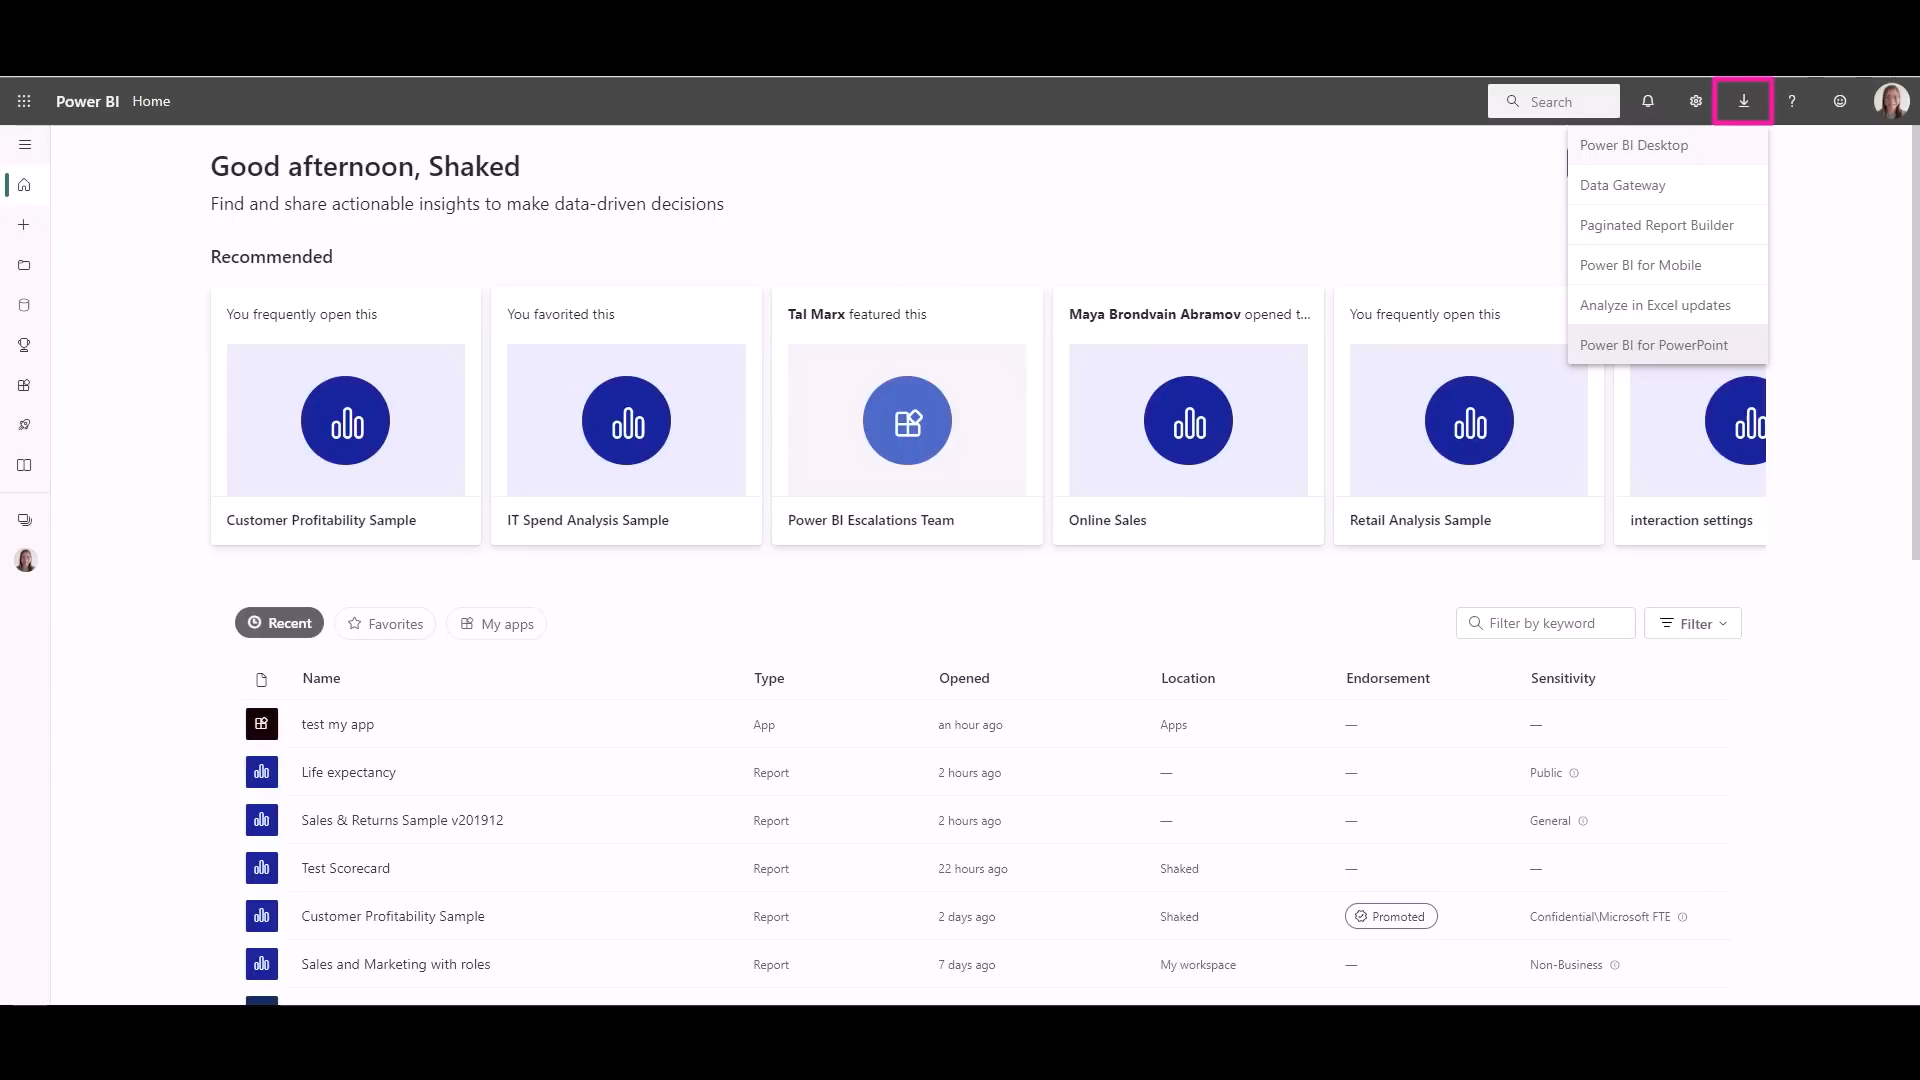 Power BI Home
Search
?
Power BI Desktop
Data Gateway
Paginated Report Builder
Power BI for Mobile
Analyze in Excel updates
Power BI for PowerPoint
Good afternoon, Shaked
Find and share actionable insights to make data-driven decisions
Recommended
You frequently open this
Customer Profitability Sample
You favorited this
IT Spend Analysis Sample
Tal Marx featured this
Power BI Escalations Team
Maya Brondvain Abramov opened t...
Online Sales
You frequently open this
Retail Analysis Sample
interaction settings
Recent Favorites My apps
Filter by keyword Filter
Name Type Opened Location Endorsement Sensitivity
test my app App an hour ago Apps — —
Life expectancy Report 2 hours ago — — Public
Sales & Returns Sample v201912 Report 2 hours ago — — General
Test Scorecard Report 22 hours ago Shaked — —
Customer Profitability Sample Report 2 days ago Shaked Promoted Confidential\Microsoft FTE
Sales and Marketing with roles Report 7 days ago My workspace — Non-Business